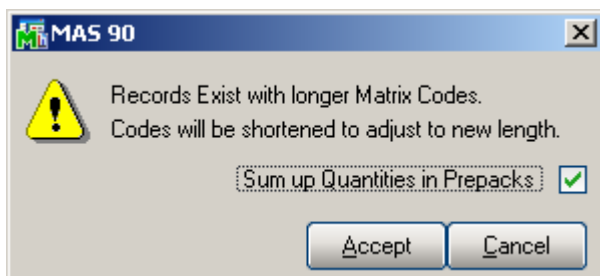 MAS 90
Records Exist with longer Matrix Codes.
Codes will be shortened to adjust to new length.
Sum up Quantities in Prepacks
Accept Cancel